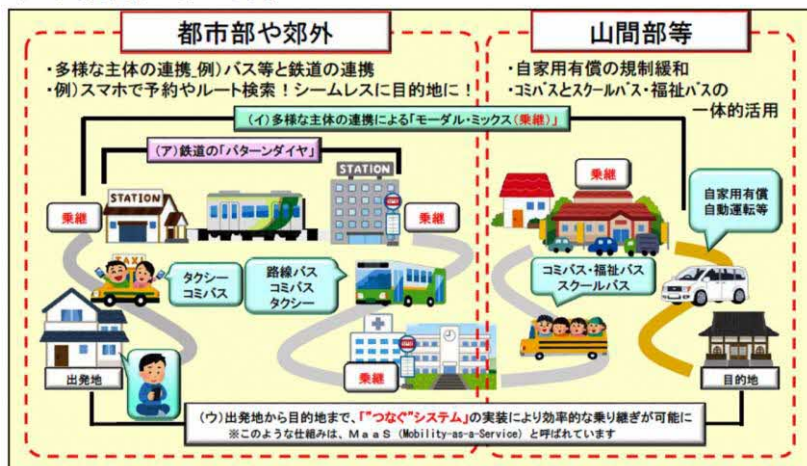 都市部や郊外
山間部等
・多様な主体の連携_例）バス等と鉄道の連携
・例）スマホで予約やルート検索！シームレスに目的地に！
・自家用有償の規制緩和
・コミバスとスクールバス・福祉バスの
一体的活用
(イ)多様な主体の連携による「モーダル・ミックス(乗継)」
(ア)鉄道の「パターンダイヤ」
乗継
STATION
STATION
乗継
乗継
自家用有償
自動運転等
TAXI
タクシー
コミバス
路線バス
コミバス
タクシー
コミバス・福祉バス
スクールバス
出発地
乗継
目的地
(ウ)出発地から目的地まで、「"つなぐ"システム」の実装により効率的な乗り継ぎが可能に
※このような仕組みは、ＭａａＳ（Mobility-as-a-Service）と呼ばれています